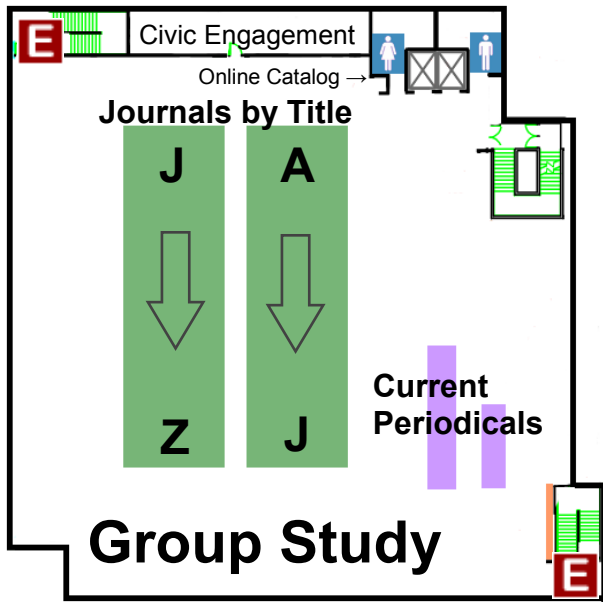 E
Civic Engagement
Online Catalog →
Journals by Title
J A
Z J
Current
Periodicals
Group Study
E